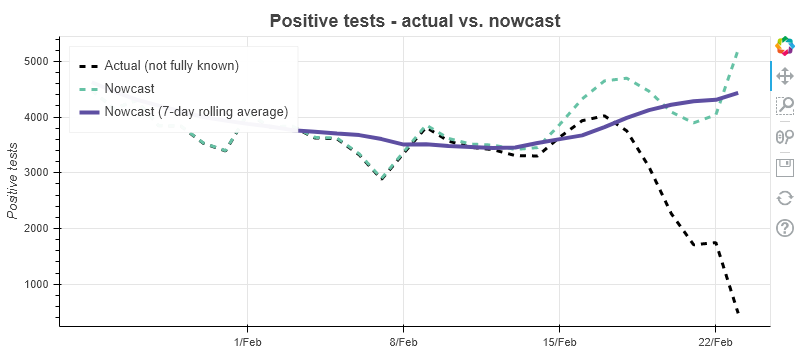 Positive tests - actual vs. nowcast
Actual (not fully known)
Nowcast
Nowcast (7-day rolling average)
Positive tests
5000
4000
3000
2000
1000
1/Feb
8/Feb
15/Feb
22/Feb